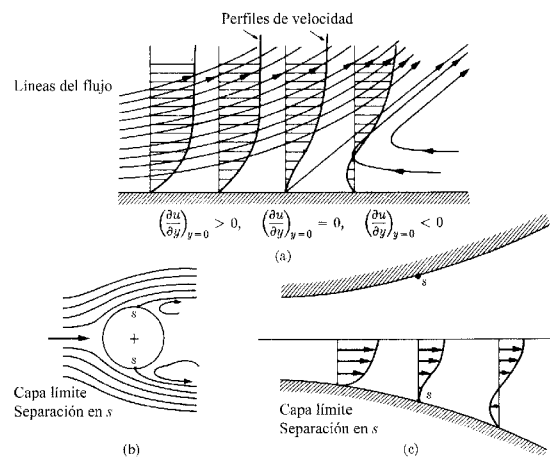 Perfiles de velocidad
Líneas del flujo
(∂u/∂y)y=0 > 0, (∂u/∂y)y=0 = 0, (∂u/∂y)y=0 < 0
(a)
s
s
Capa límite
Separación en s
(b)
s
s
Capa límite
Separación en s
(c)